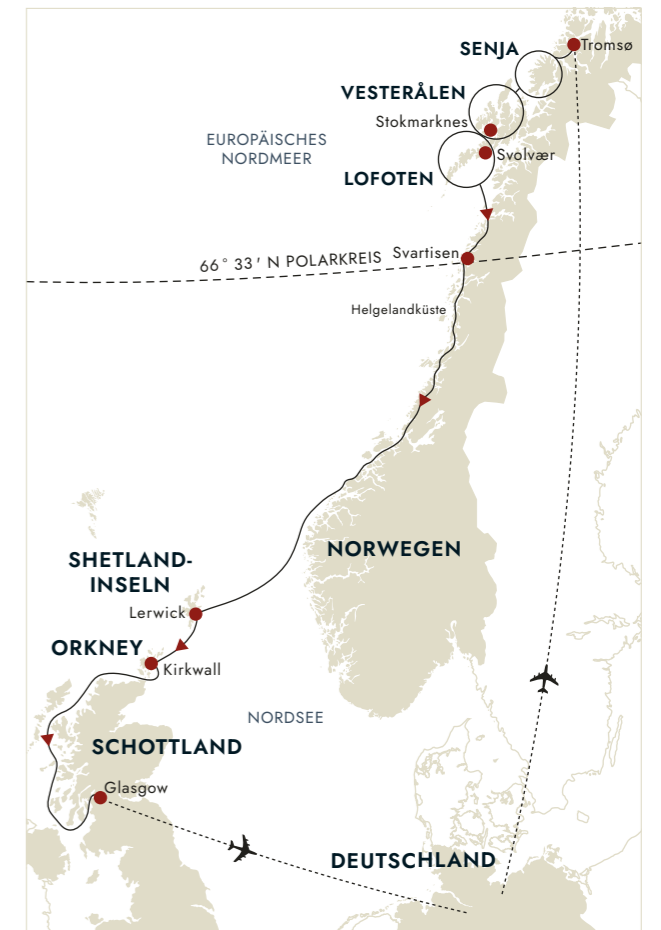 SENJA
Tromsø
VESTERÅLEN
Stokmarknes
EUROPÄISCHES
NORDMEER
Svolvær
LOFOTEN
66° 33' N POLARKREIS
Svartisen
Helgelandküste
NORWEGEN
SHETLAND-
INSELN
Lerwick
ORKNEY
Kirkwall
NORDSEE
SCHOTTLAND
Glasgow
DEUTSCHLAND